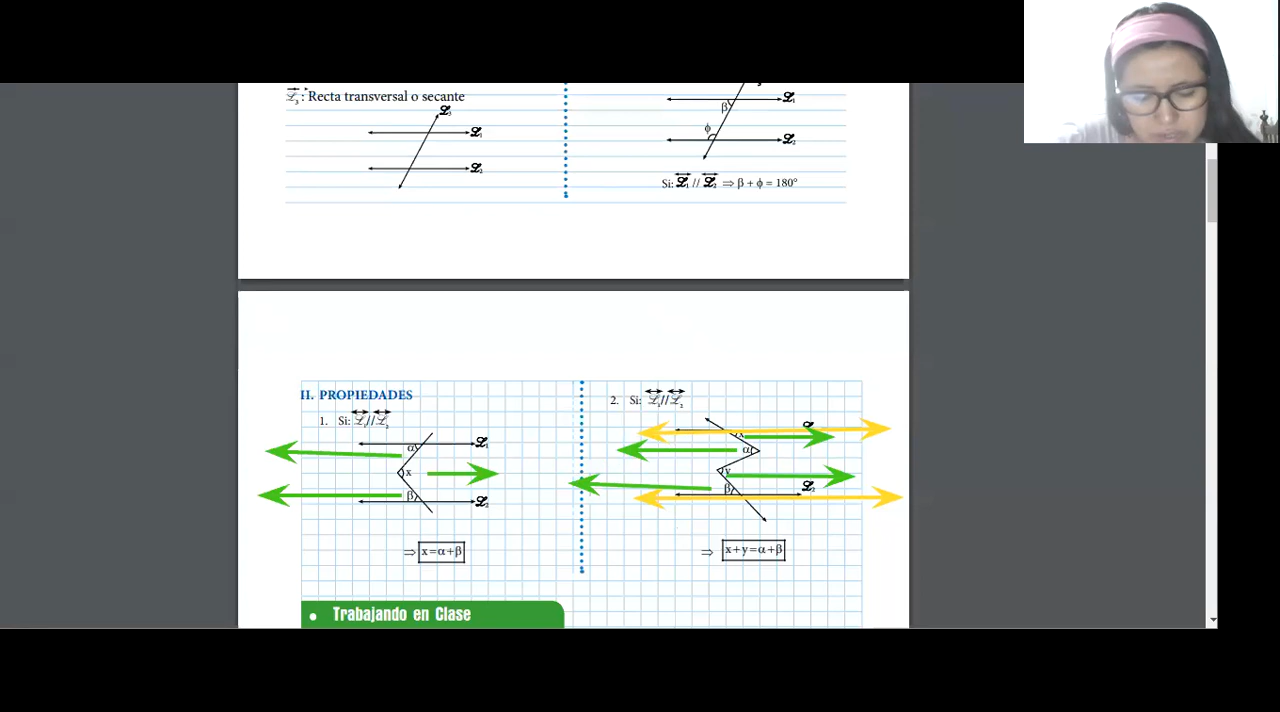 ℒ₃: Recta transversal o secante
ℒ₃
ℒ₁
ℒ₂
β
ℒ₁
ϕ
ℒ₂
Si: ℒ₁ // ℒ₂ ⇒ β + ϕ = 180°
II. PROPIEDADES
1. Si: ℒ₁//ℒ₂
α
ℒ₁
x
β
ℒ₂
⇒ x=α+β
2. Si: ℒ₁//ℒ₂
x
α
y
ℒ₂
β
⇒ x+y=α+β
• Trabajando en Clase